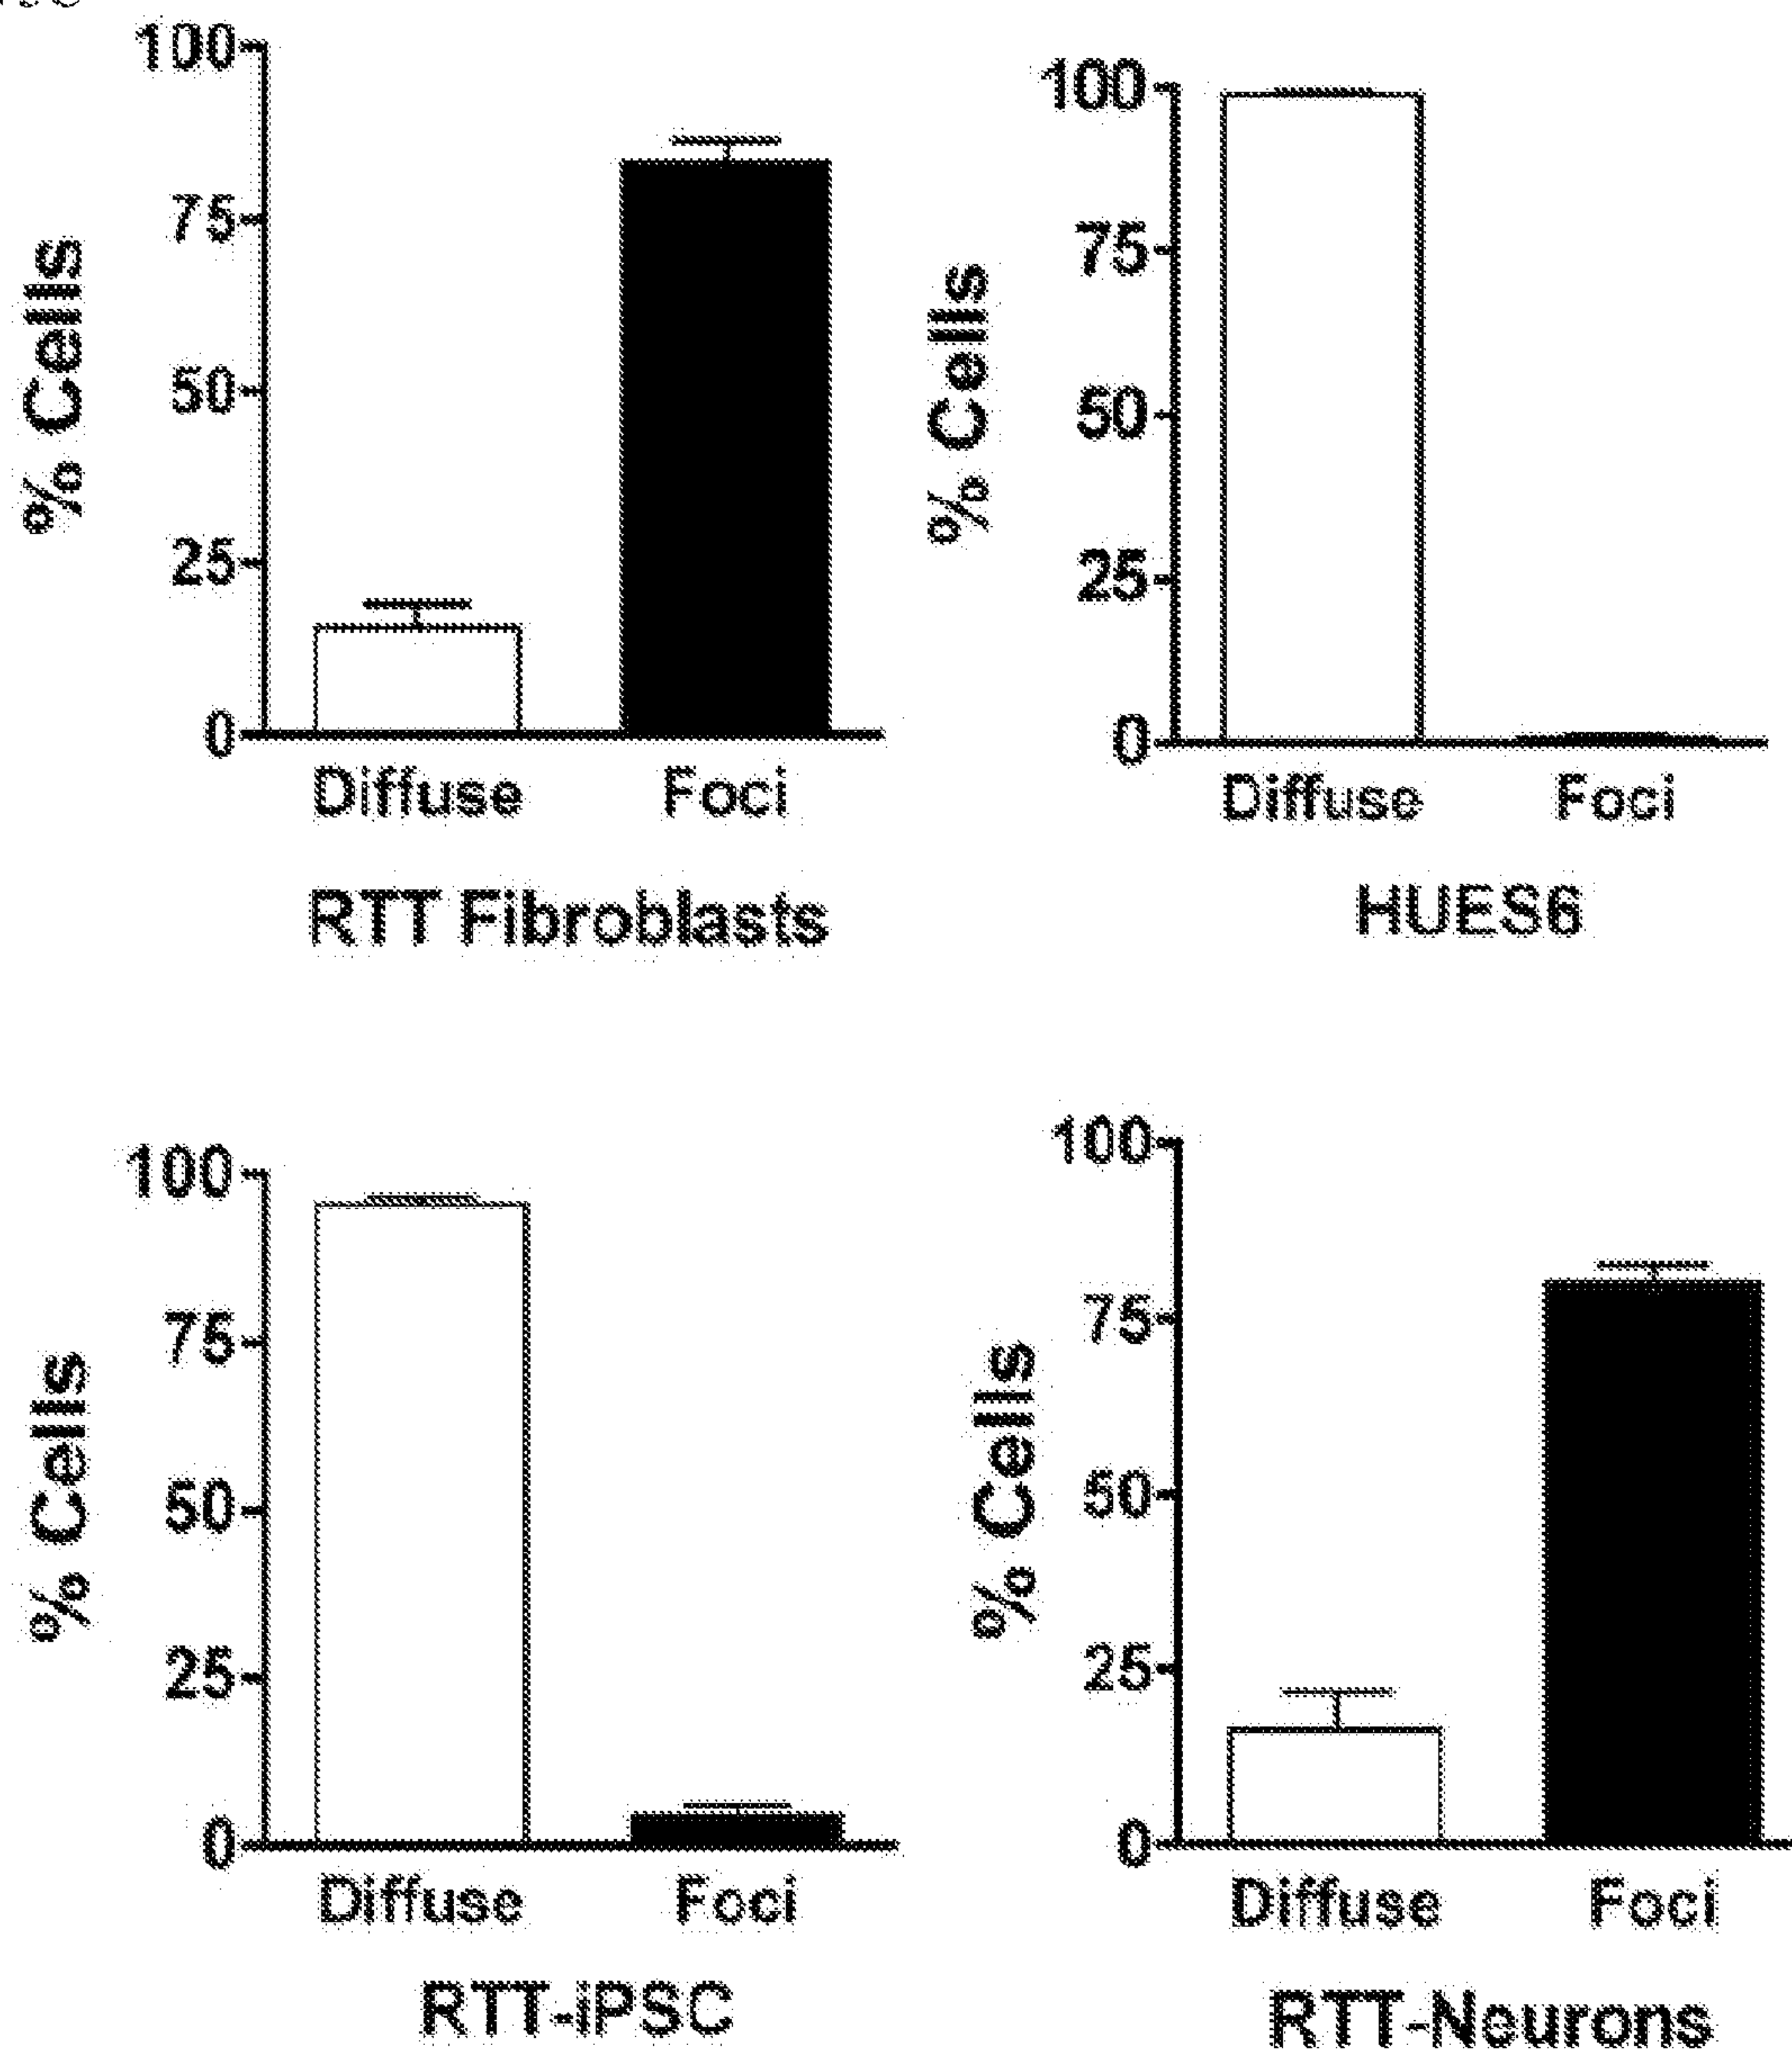 100
75
50
25
0
% Cells
Diffuse Foci
RTT Fibroblasts
100
75
50
25
0
% Cells
Diffuse Foci
HUES6
100
75
50
25
0
% Cells
Diffuse Foci
RTT-iPSC
100
75
50
25
0
% Cells
Diffuse Foci
RTT-Neurons